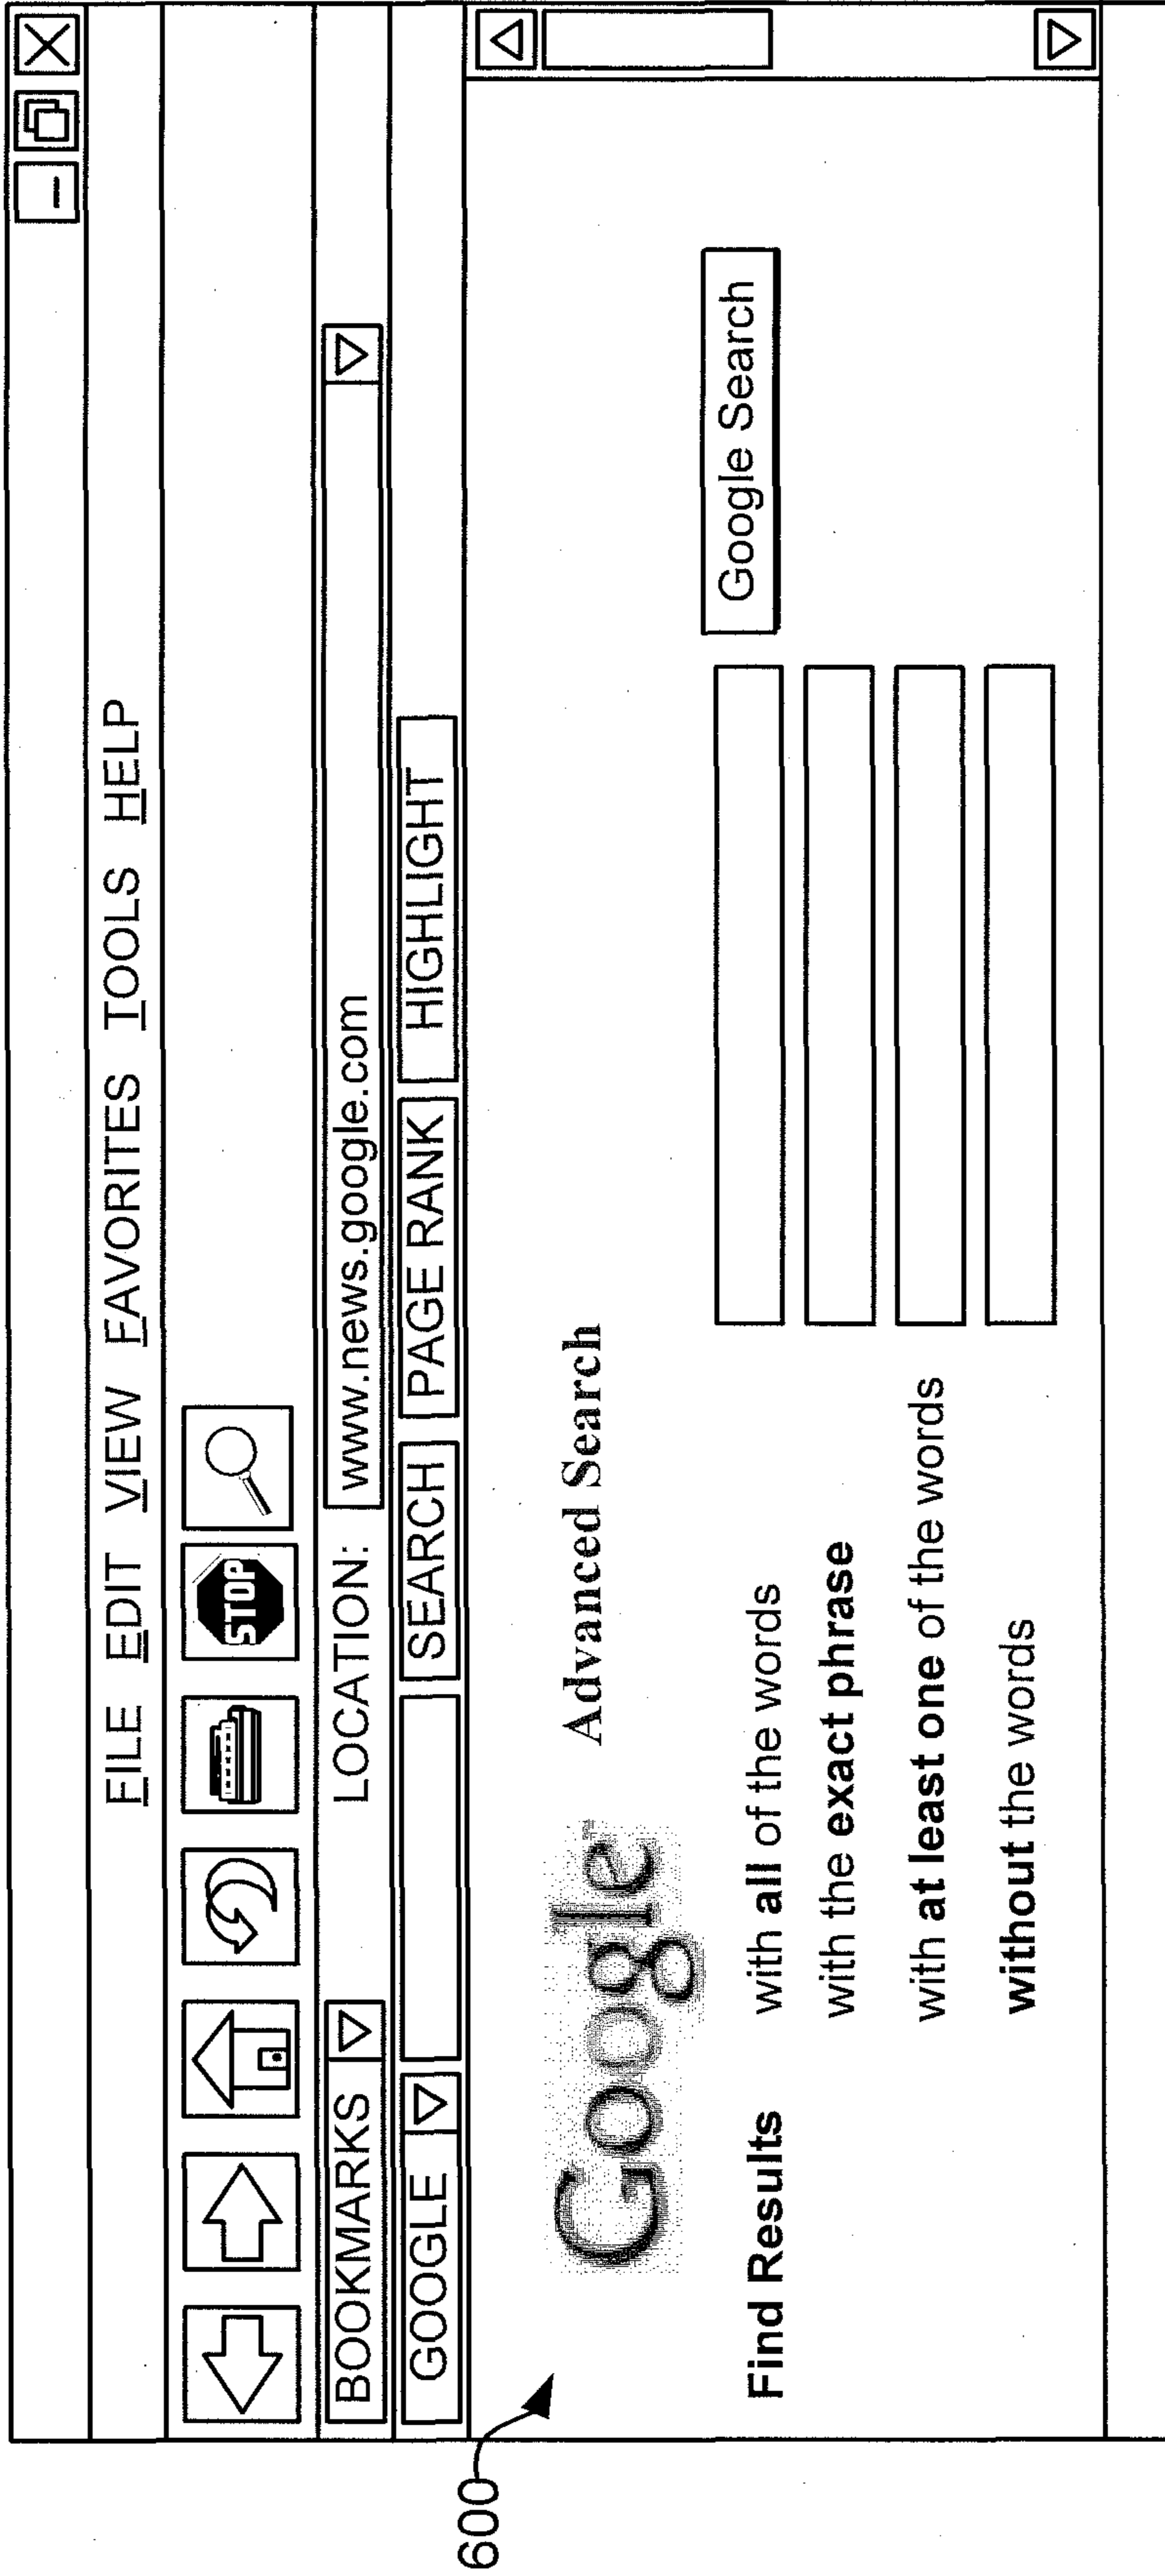 FILE EDIT VIEW FAVORITES TOOLS HELP
STOP
BOOKMARKS LOCATION: www.news.google.com
GOOGLE SEARCH PAGE RANK HIGHLIGHT
600
Google Advanced Search
Find Results with all of the words Google Search
with the exact phrase
with at least one of the words
without the words